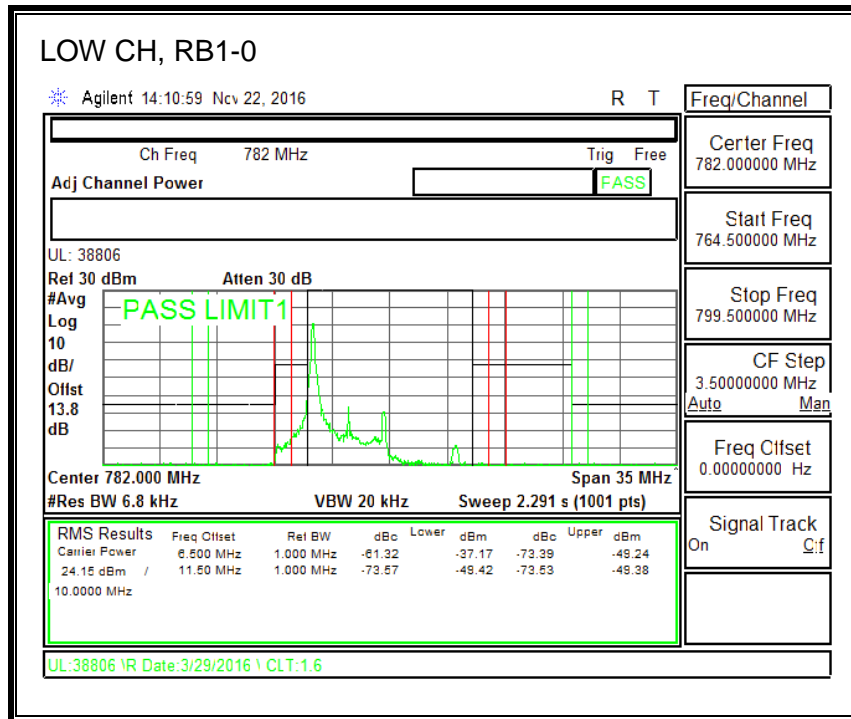 LOW CH, RB1-0
Agilent 14:10:59 Nov 22, 2016 R T
Freq/Channel
Ch Freq 782 MHz Trig Free
Adj Channel Power PASS
Center Freq
782.000000 MHz
Start Freq
764.500000 MHz
Stop Freq
799.500000 MHz
CF Step
3.50000000 MHz
Auto Man
Freq Offset
0.00000000 Hz
Signal Track
On Off
UL: 38806
Ref 30 dBm Atten 30 dB
#Avg
Log
10
dB/
Offst
13.8
dB
PASS LIMIT1
Center 782.000 MHz Span 35 MHz
#Res BW 6.8 kHz VBW 20 kHz Sweep 2.291 s (1001 pts)
RMS Results Freq Offset Ref BW dBc Lower dBm dBc Upper dBm
Carrier Power 6.500 MHz 1.000 MHz -61.32 -37.17 -73.39 -49.24
24.15 dBm / 11.50 MHz 1.000 MHz -73.57 -49.42 -73.53 -49.38
10.0000 MHz
UL:38806 \R Date:3/29/2016 \ CLT:1.6